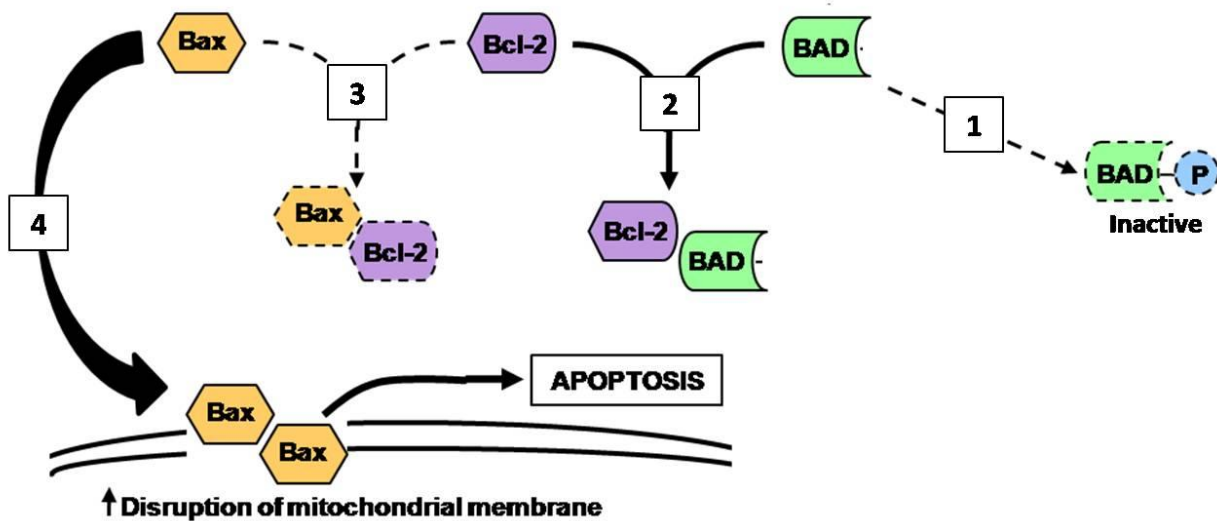 Bax
Bcl-2
BAD
3
2
1
BAD
P
Inactive
Bax
Bcl-2
Bcl-2
BAD
4
APOPTOSIS
Bax
Bax
↑ Disruption of mitochondrial membrane